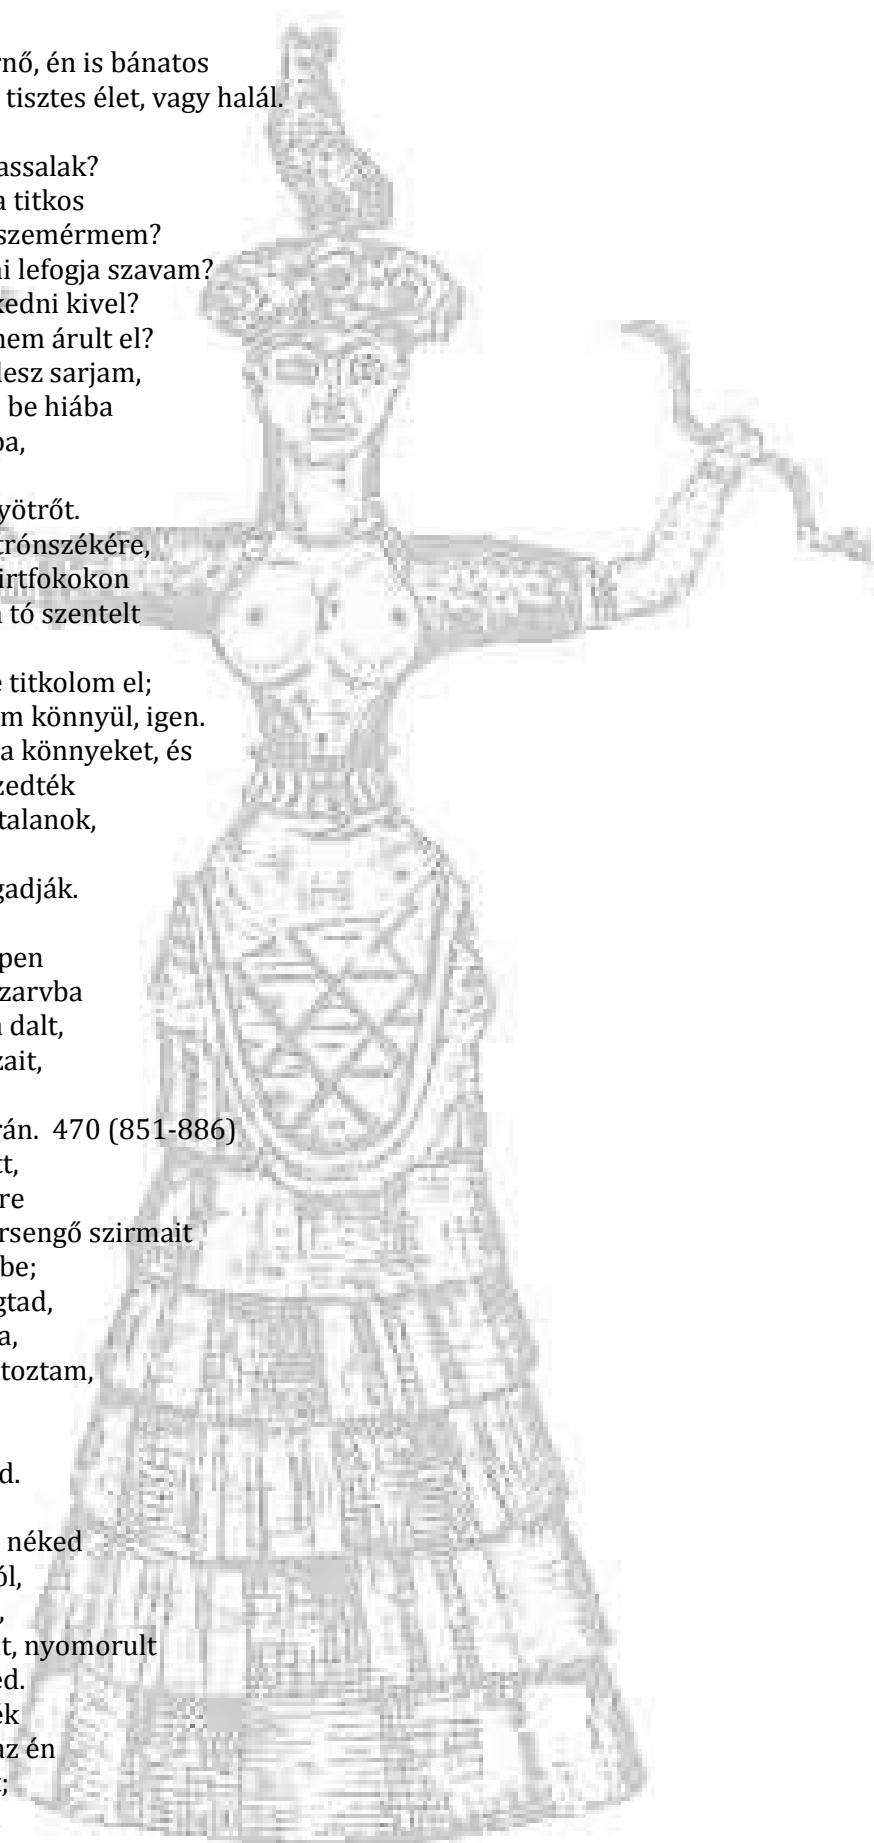 rnő, én is bánatos
tisztes élet, vagy halál.
assalak?
a titkos
szemérmem?
ni lefogja szavam?
kedni kivel?
nem árult el?
lesz sarjam,
be hiába
ba,
yötrőt.
trónszékére,
irtfokokon
tó szentelt
e titkolom el;
m könnyül, igen.
a könnyeket, és
zedték
talanok,
gadják.
pen
zarvba
dalt,
zait,
rán. 470 (851-886)
tt,
re
rsengő szirmait
be;
gtad,
a,
toztam,
d.
néked
ól,
,
t, nyomorult
ed.
ék
az én
t;